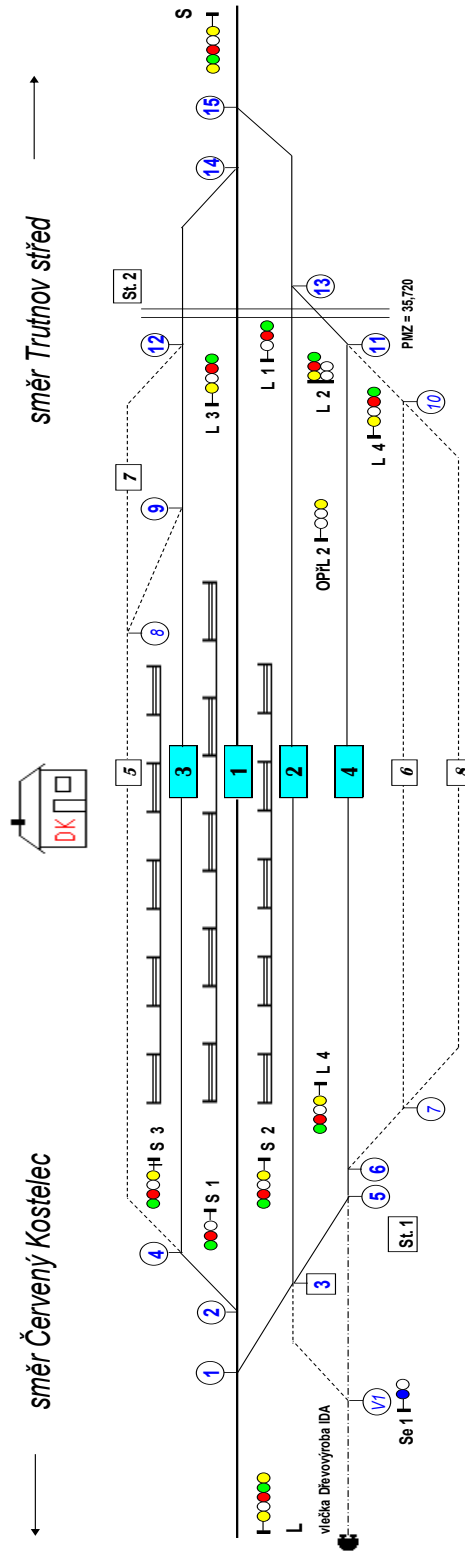 směr Červený Kostelec
směr Trutnov střed
DK
St. 2
S
7
12
14
15
4
S 3
5
8
9
L 3
2
S 1
3
1
L 1
1
3
S 2
2
OPřL 2
L 2
13
L
V1
5
6
L 4
4
L 4
11
PMZ = 35,720
10
vlečka Dřevovýroba IDA
Se 1
St. 1
7
6
8